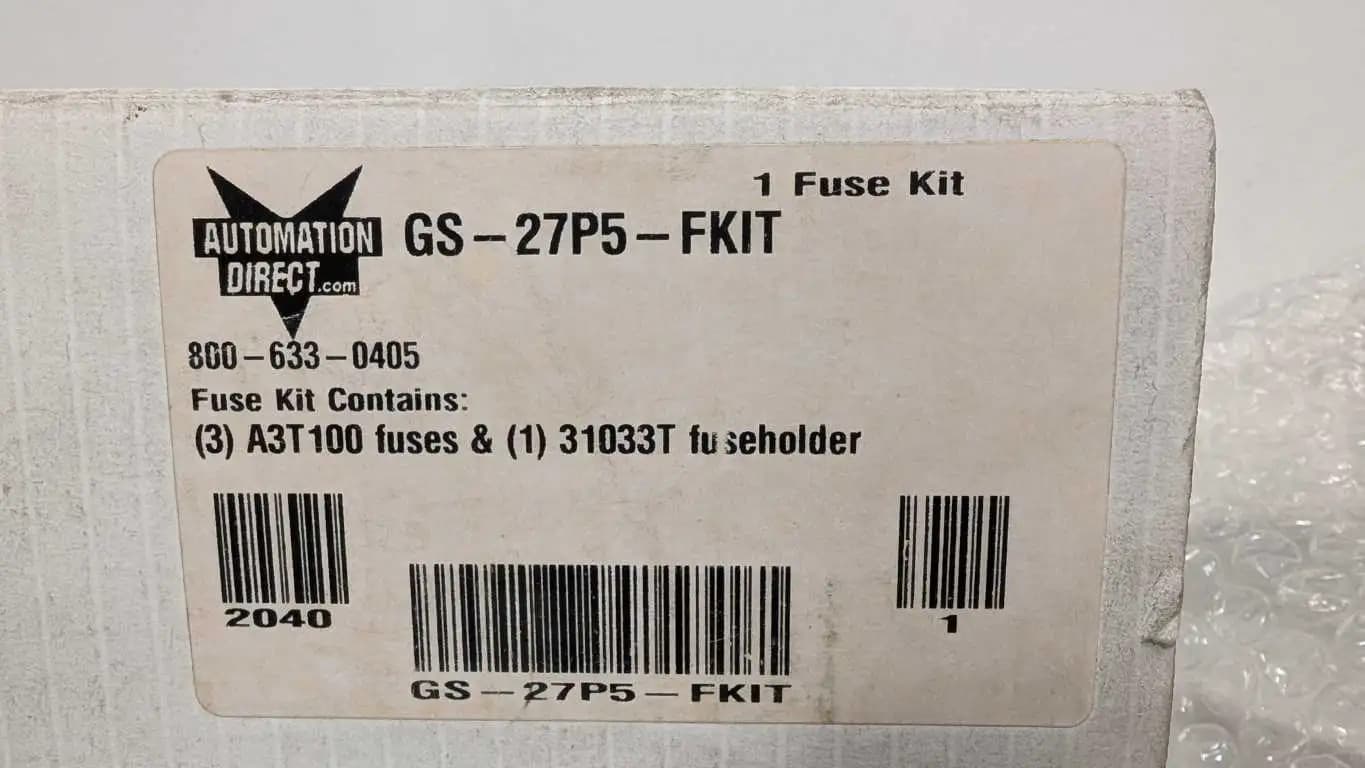 1 Fuse Kit
AUTOMATION
DIRECT.com
GS-27P5-FKIT
800-633-0405
Fuse Kit Contains:
(3) A3T100 fuses & (1) 31033T fuseholder
2040
1
GS-27P5-FKIT